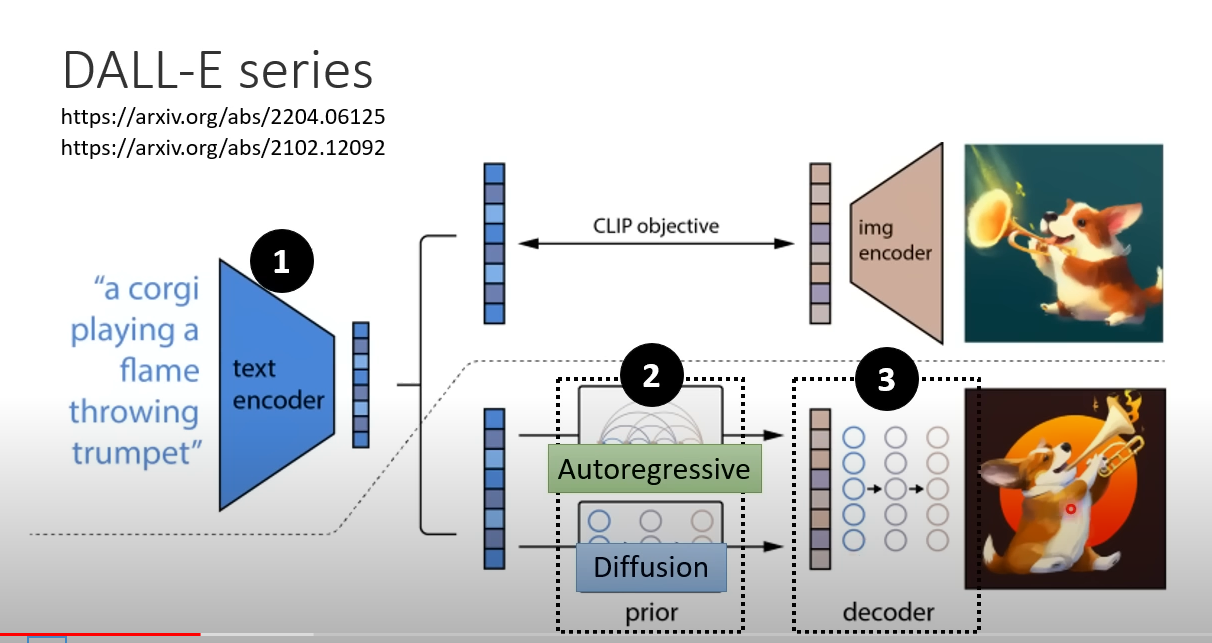 DALL-E series
https://arxiv.org/abs/2204.06125
https://arxiv.org/abs/2102.12092
CLIP objective
img
encoder
1
“a corgi
playing a
flame
throwing
trumpet”
text
encoder
2
3
Autoregressive
Diffusion
prior
decoder